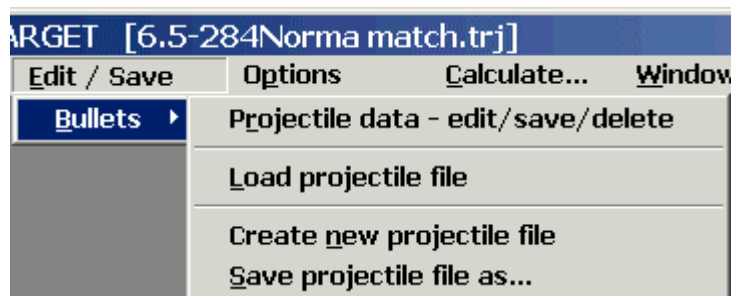 ARGET [6.5-284Norma match.trj]
Edit / Save Options Calculate... Window
Bullets Projectile data - edit/save/delete
Load projectile file
Create new projectile file
Save projectile file as...